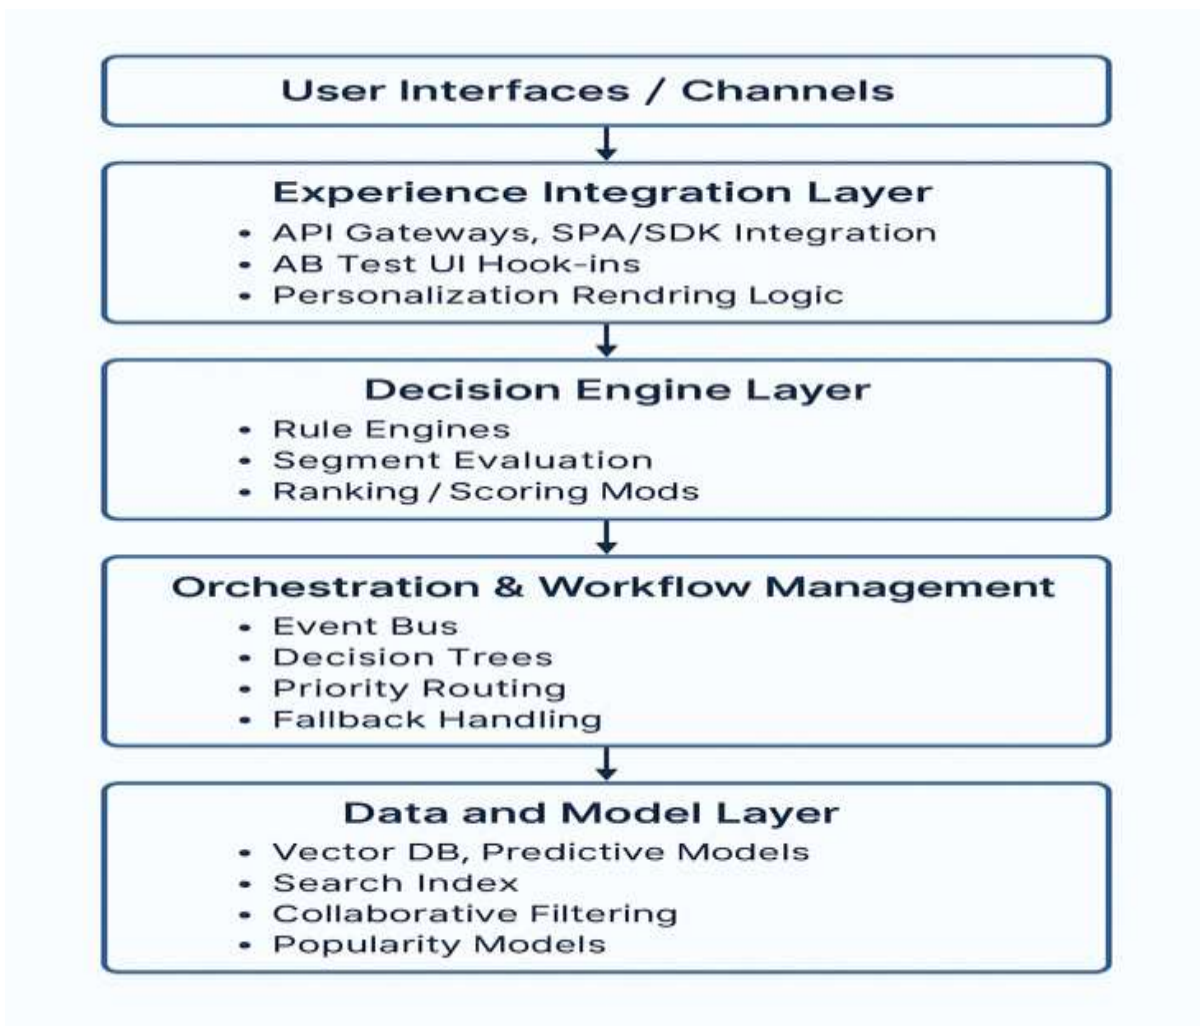 User Interfaces / Channels
Experience Integration Layer
• API Gateways, SPA/SDK Integration
• AB Test UI Hook-ins
• Personalization Rendring Logic
Decision Engine Layer
• Rule Engines
• Segment Evaluation
• Ranking / Scoring Mods
Orchestration & Workflow Management
• Event Bus
• Decision Trees
• Priority Routing
• Fallback Handling
Data and Model Layer
• Vector DB, Predictive Models
• Search Index
• Collaborative Filtering
• Popularity Models